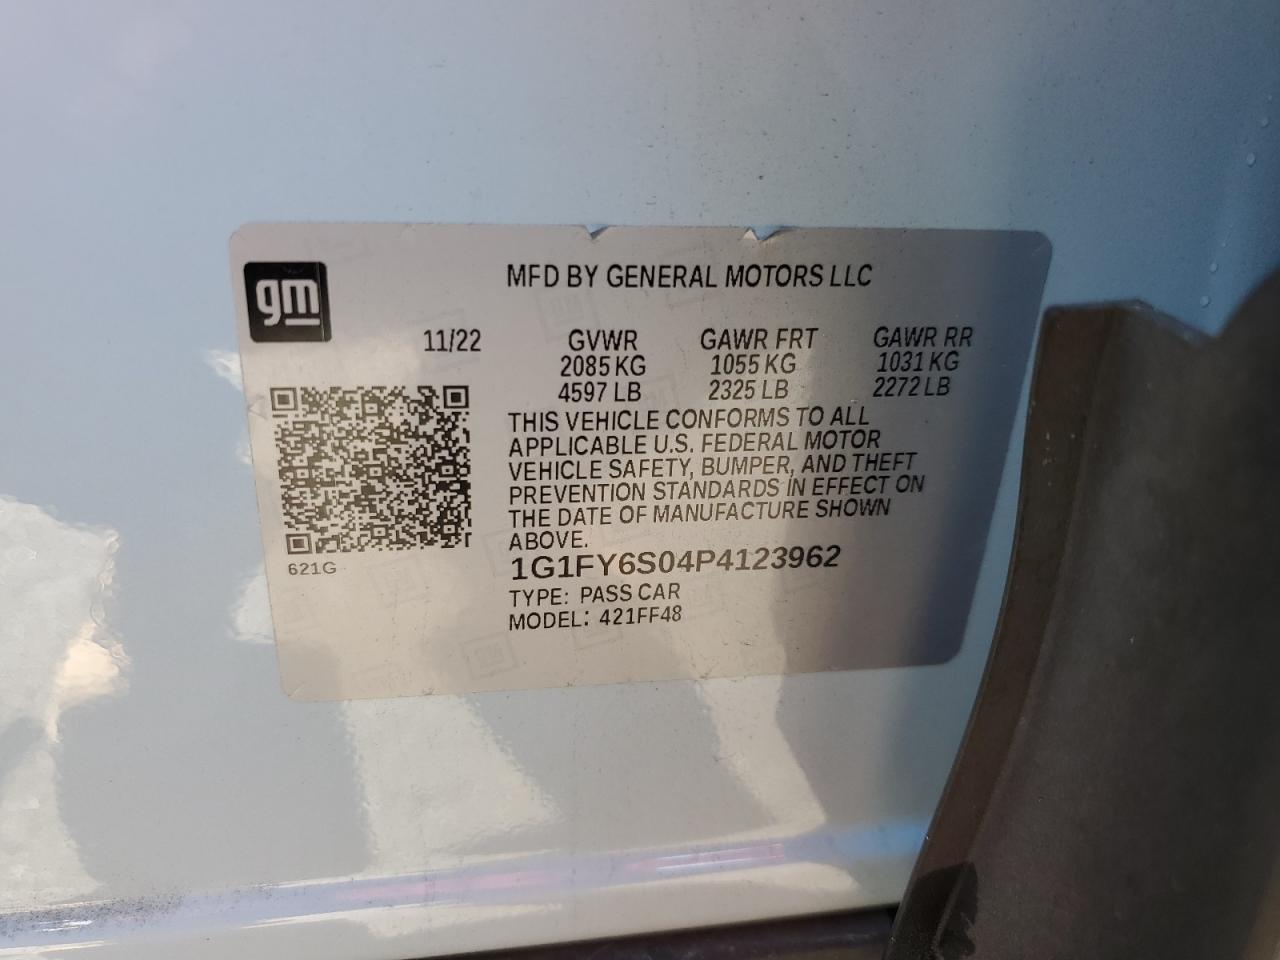 gm
MFD BY GENERAL MOTORS LLC
11/22 GVWR GAWR FRT GAWR RR
2085 KG 1055 KG 1031 KG
4597 LB 2325 LB 2272 LB
THIS VEHICLE CONFORMS TO ALL
APPLICABLE U.S. FEDERAL MOTOR
VEHICLE SAFETY, BUMPER, AND THEFT
PREVENTION STANDARDS IN EFFECT ON
THE DATE OF MANUFACTURE SHOWN
ABOVE.
621G
1G1FY6S04P4123962
TYPE: PASS CAR
MODEL: 421FF48